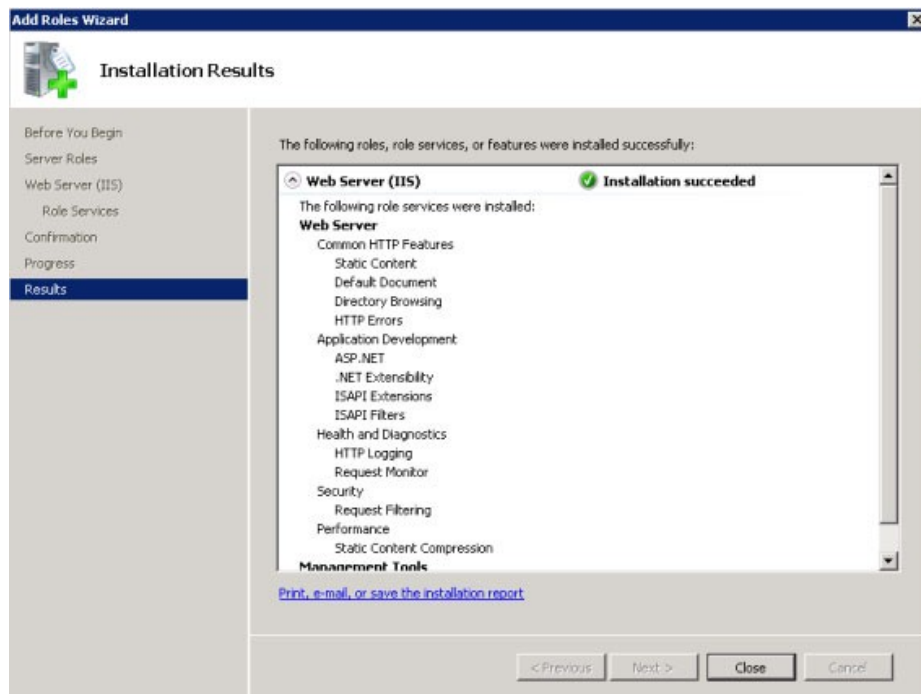 Add Roles Wizard
Installation Results
Before You Begin
Server Roles
Web Server (IIS)
Role Services
Confirmation
Progress
Results
The following roles, role services, or features were installed successfully:
Web Server (IIS) Installation succeeded
The following role services were installed:
Web Server
Common HTTP Features
Static Content
Default Document
Directory Browsing
HTTP Errors
Application Development
ASP.NET
.NET Extensibility
ISAPI Extensions
ISAPI Filters
Health and Diagnostics
HTTP Logging
Request Monitor
Security
Request Filtering
Performance
Static Content Compression
Management Tools
Print, e-mail, or save the installation report
< Previous Next > Close Cancel